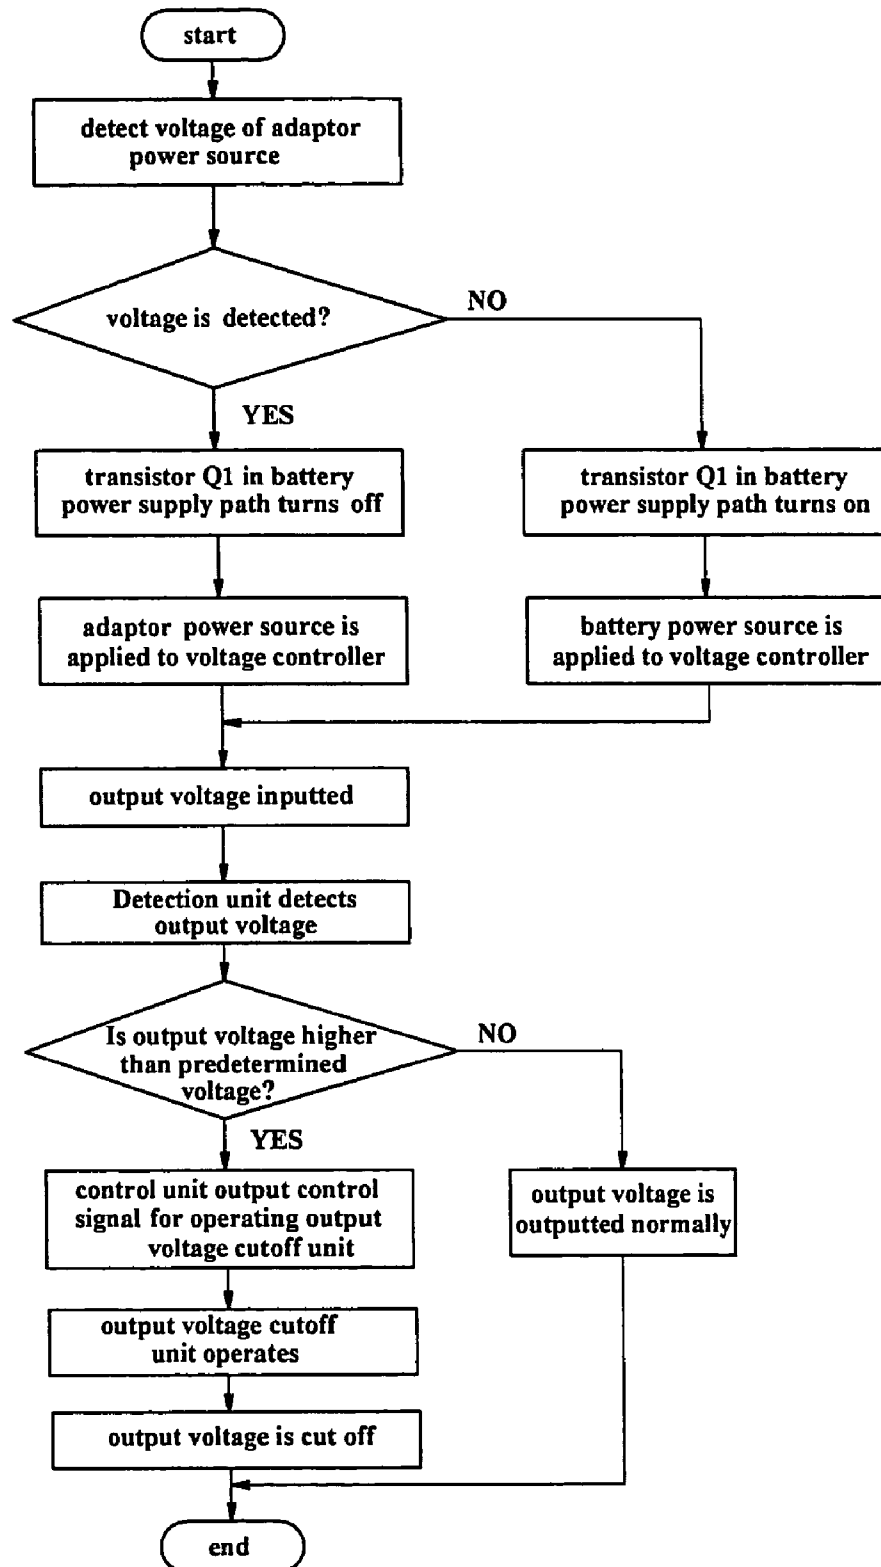 start
detect voltage of adaptor
power source
voltage is detected?
NO
YES
transistor Q1 in battery
power supply path turns off
transistor Q1 in battery
power supply path turns on
adaptor power source is
applied to voltage controller
battery power source is
applied to voltage controller
output voltage inputted
Detection unit detects
output voltage
Is output voltage higher
than predetermined
voltage?
NO
YES
control unit output control
signal for operating output
voltage cutoff unit
output voltage is
outputted normally
output voltage cutoff
unit operates
output voltage is cut off
end